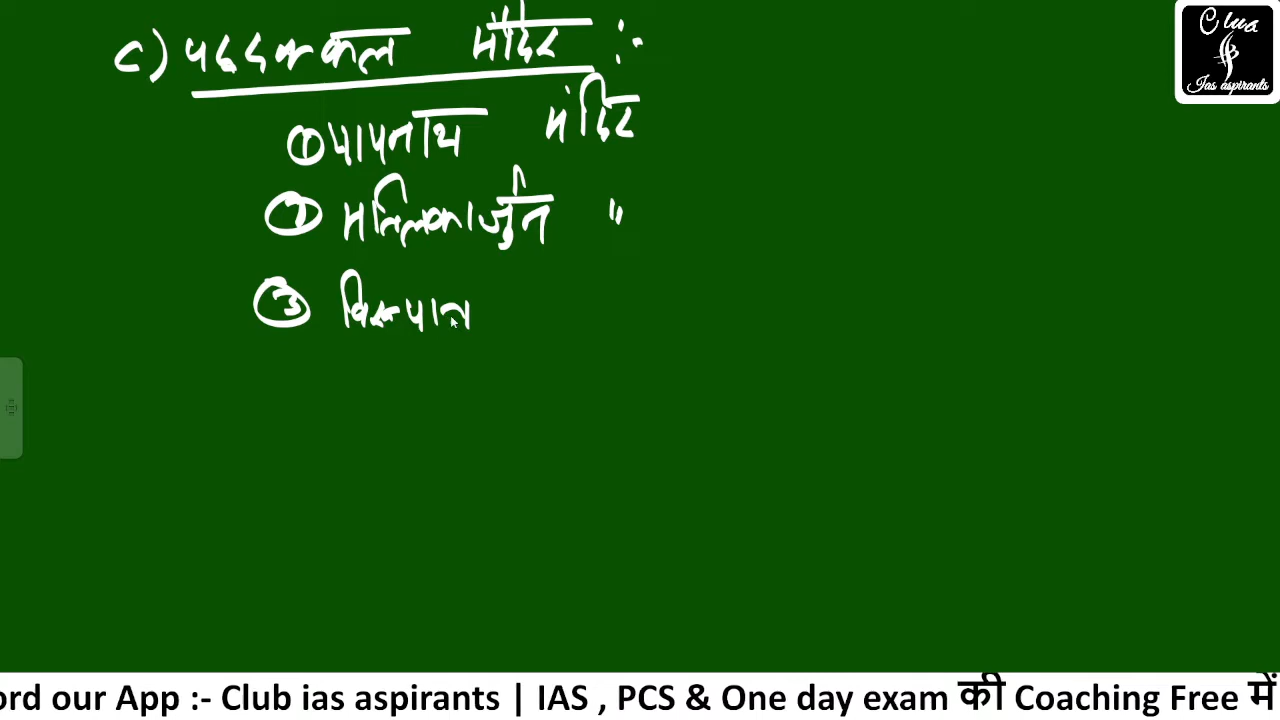 c) पट्टदकल मंदिर :-
Club
Ias aspirants
① पापनाथ मंदिर
② मल्लिकार्जुन "
③ विरूपाक्ष
ord our App :- Club ias aspirants | IAS , PCS & One day exam की Coaching Free में